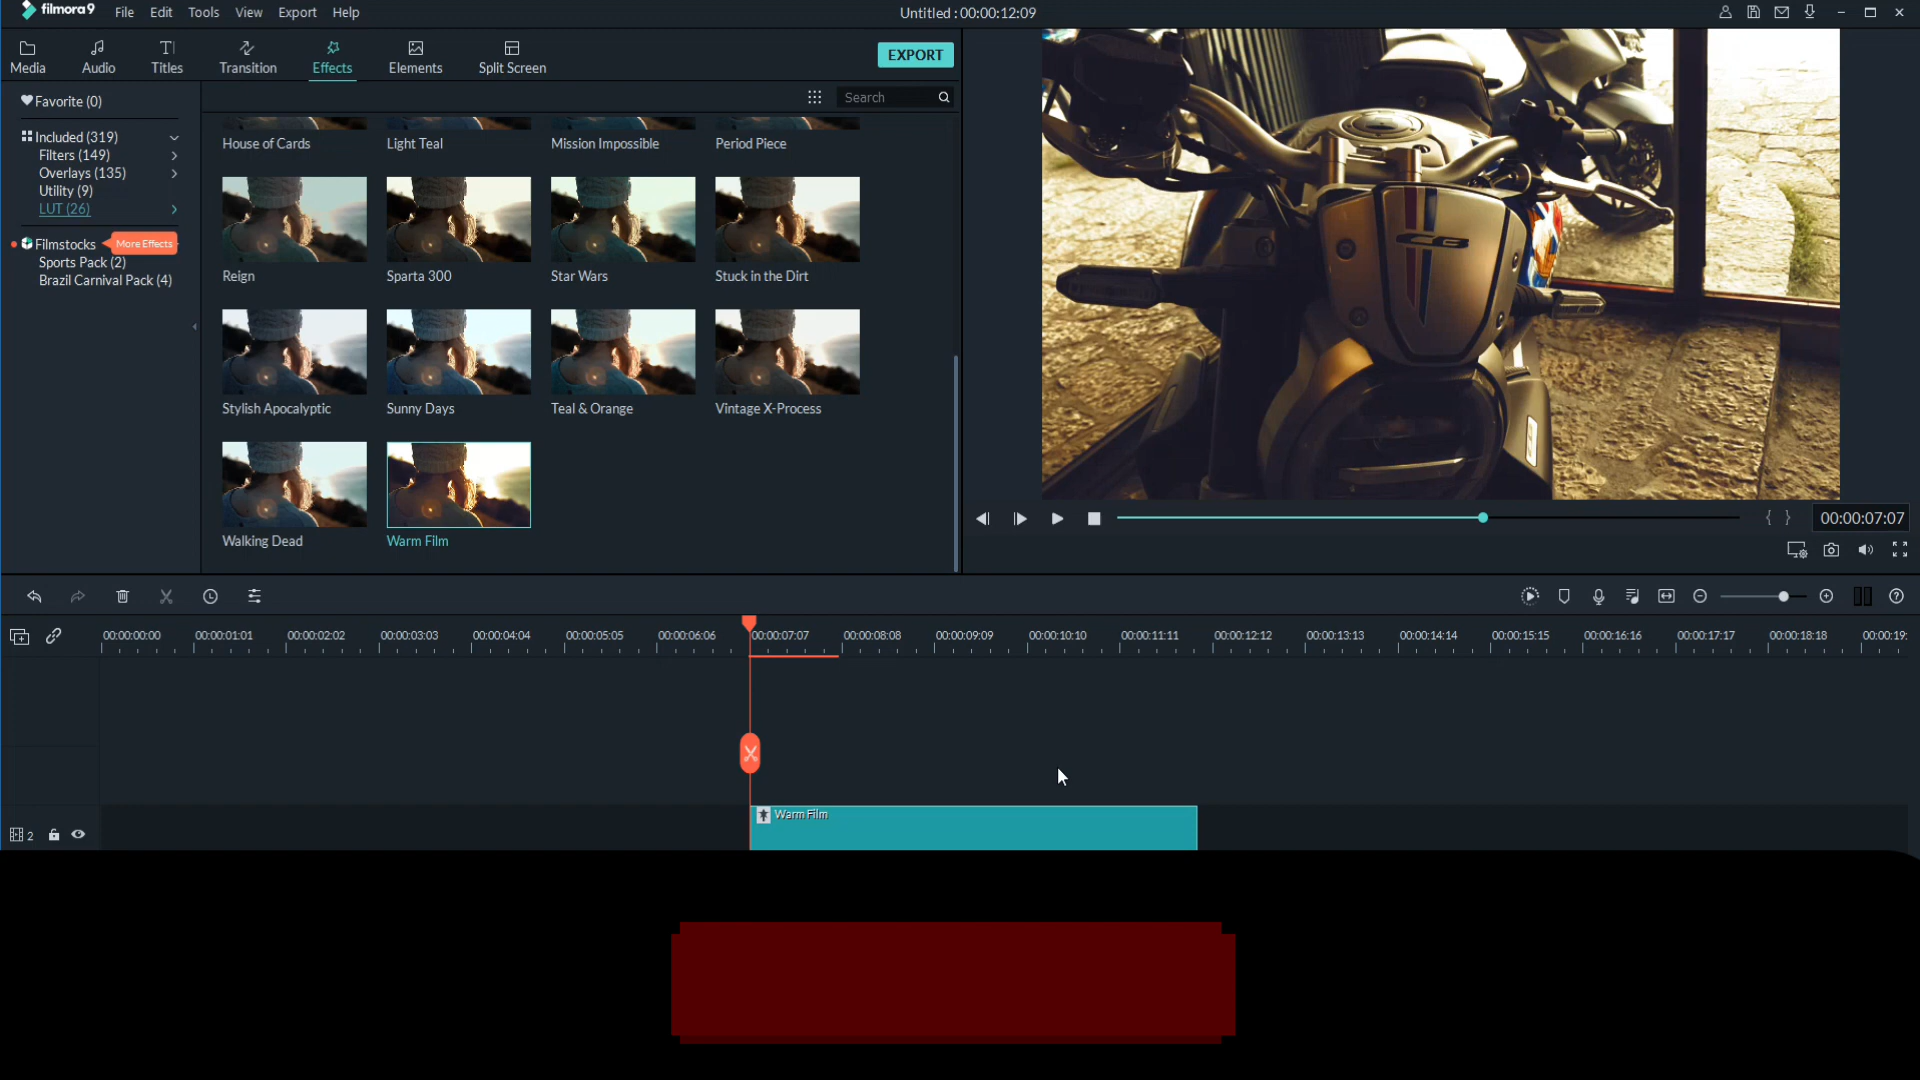 filmora9 File Edit Tools View Export Help Untitled : 00:00:12:09
Media Audio Titles Transition Effects Elements Split Screen EXPORT
Favorite (0)
Search
Included (319)
Filters (149)
Overlays (135)
Utility (9)
LUT (26)
Filmstocks More Effects
Sports Pack (2)
Brazil Carnival Pack (4)
House of Cards Light Teal Mission Impossible Period Piece
Reign Sparta 300 Star Wars Stuck in the Dirt
Stylish Apocalyptic Sunny Days Teal & Orange Vintage X-Process
Walking Dead Warm Film
CB
00:00:07:07
00:00:00:00 00:00:01:01 00:00:02:02 00:00:03:03 00:00:04:04 00:00:05:05 00:00:06:06 00:00:07:07 00:00:08:08 00:00:09:09 00:00:10:10 00:00:11:11 00:00:12:12 00:00:13:13 00:00:14:14 00:00:15:15 00:00:16:16 00:00:17:17 00:00:18:18 00:00:19:
Warm Film
2